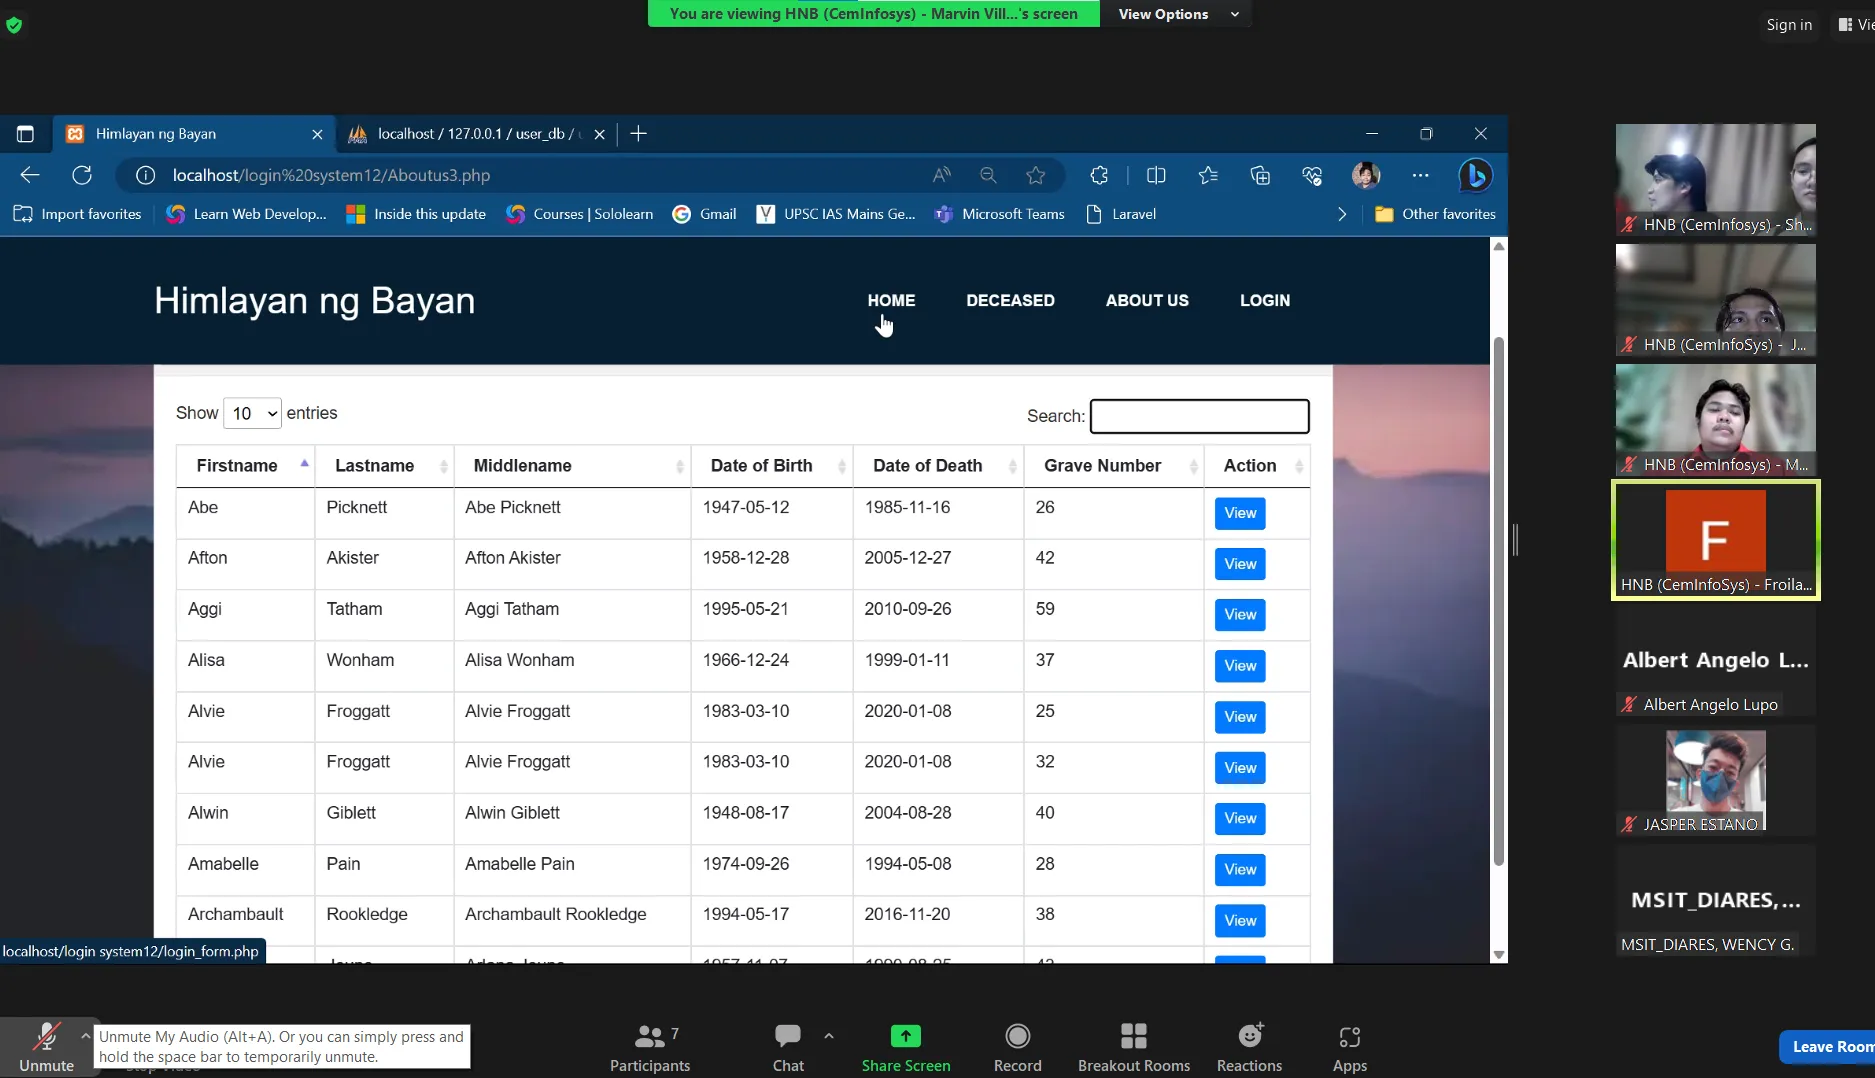 You are viewing HNB (CemInfosys) - Marvin Vill...'s screen
View Options
Sign in
Himlayan ng Bayan
localhost / 127.0.0.1 / user_db /
localhost/login%20system12/Aboutus3.php
Import favorites
Learn Web Develop...
Inside this update
Courses | Sololearn
Gmail
UPSC IAS Mains Ge...
Microsoft Teams
Laravel
Other favorites
Himlayan ng Bayan
HOME DECEASED ABOUT US LOGIN
Show 10 entries
Search:
Firstname Lastname Middlename Date of Birth Date of Death Grave Number Action
Abe Picknett Abe Picknett 1947-05-12 1985-11-16 26 View
Afton Akister Afton Akister 1958-12-28 2005-12-27 42 View
Aggi Tatham Aggi Tatham 1995-05-21 2010-09-26 59 View
Alisa Wonham Alisa Wonham 1966-12-24 1999-01-11 37 View
Alvie Froggatt Alvie Froggatt 1983-03-10 2020-01-08 25 View
Alvie Froggatt Alvie Froggatt 1983-03-10 2020-01-08 32 View
Alwin Giblett Alwin Giblett 1948-08-17 2004-08-28 40 View
Amabelle Pain Amabelle Pain 1974-09-26 1994-05-08 28 View
Archambault Rookledge Archambault Rookledge 1994-05-17 2016-11-20 38 View
localhost/login system12/login_form.php
HNB (CemInfosys) - Sh...
HNB (CemInfoSys) - J...
HNB (CemInfosys) - M...
F
HNB (CemInfoSys) - Froila...
Albert Angelo L...
Albert Angelo Lupo
JASPER ESTANO
MSIT_DIARES,...
MSIT_DIARES, WENCY G.
Unmute
Unmute My Audio (Alt+A). Or you can simply press and
hold the space bar to temporarily unmute.
7
Participants
Chat
Share Screen
Record
Breakout Rooms
Reactions
Apps
Leave Room